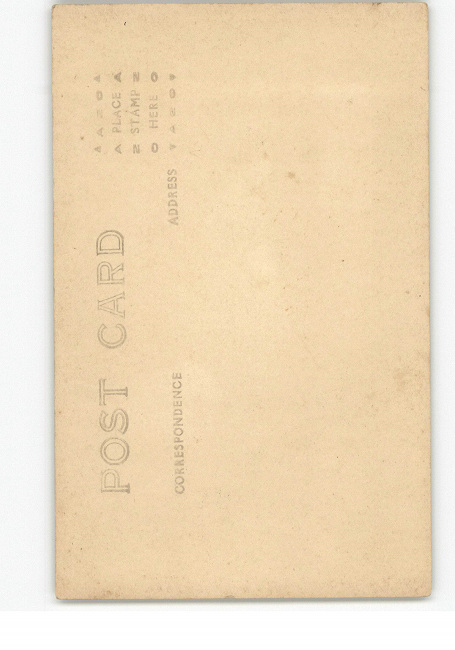 AZO
A PLACE A
Z STAMP Z
O HERE O
AZO
POST CARD
CORRESPONDENCE
ADDRESS